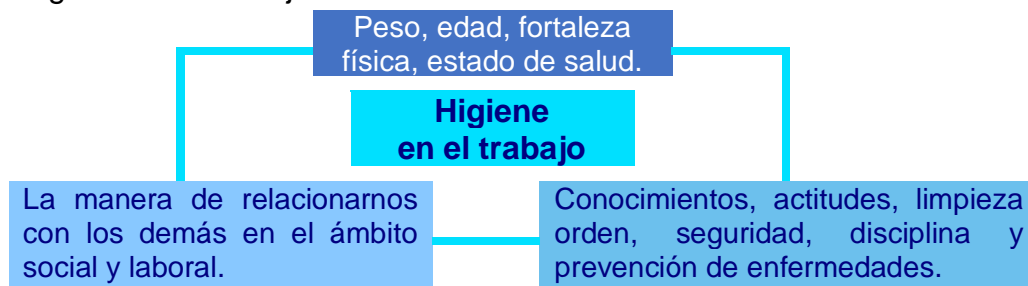 Peso, edad, fortaleza
física, estado de salud.
Higiene
en el trabajo
La manera de relacionarnos
con los demás en el ámbito
social y laboral.
Conocimientos, actitudes, limpieza
orden, seguridad, disciplina y
prevención de enfermedades.